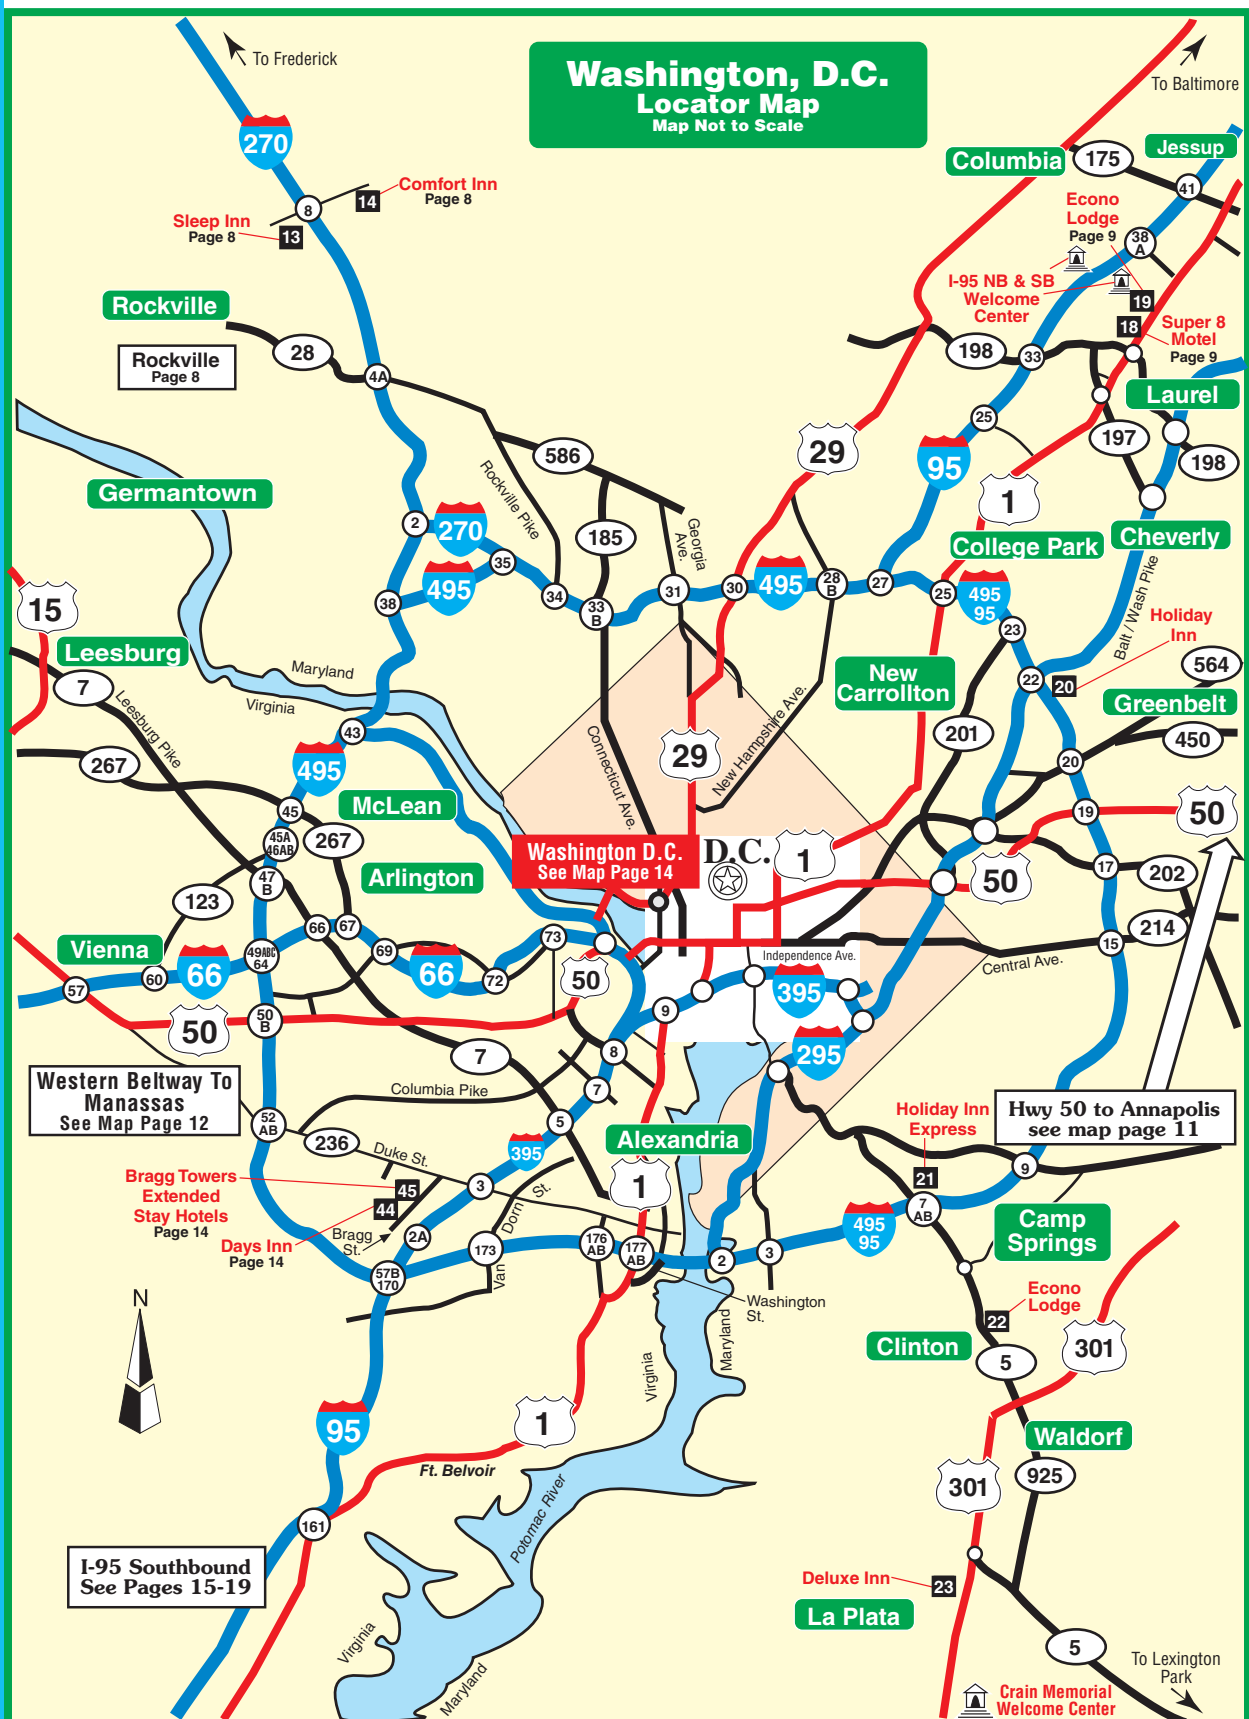 To Frederick
Washington, D.C.
Locator Map
Map Not to Scale
To Baltimore
270
Columbia
175
Jessup
41
8
14
Comfort Inn
Page 8
Sleep Inn
Page 8
13
Econo
Lodge
Page 9
38
A
I-95 NB & SB
Welcome
Center
19
18
Super 8
Motel
Page 9
Rockville
28
Rockville
Page 8
4A
198
33
Laurel
25
197
198
29
95
1
586
Rockville Pike
Germantown
2
270
185
Georgia
Ave.
College Park
Cheverly
35
495
38
34
33
B
31
30
495
28
B
27
25
495
95
23
Balt / Wash Pike
Holiday
Inn
15
Leesburg
7
Leesburg Pike
Maryland
Virginia
New
Carrollton
22
20
564
Greenbelt
43
267
495
Connecticut Ave.
29
New Hampshire Ave.
201
450
20
45
McLean
45A
46AB
267
19
50
Washington D.C.
See Map Page 14
D.C.
1
47
B
Arlington
50
17
202
123
66
67
73
214
Vienna
49ABC
64
69
15
Independence Ave.
Central Ave.
57
60
66
66
72
50
395
50
50
B
9
295
7
8
Western Beltway To
Manassas
See Map Page 12
Columbia Pike
7
Holiday Inn
Express
Hwy 50 to Annapolis
see map page 11
52
AB
5
236
Duke St.
395
Alexandria
9
Bragg Towers
Extended
Stay Hotels
Page 14
45
44
3
1
21
7
AB
Days Inn
Page 14
Bragg
St.
2A
Van Dorn St.
173
176
AB
177
AB
2
3
495
95
Camp
Springs
57B
170
Washington
St.
Econo
Lodge
22
N
Virginia
Maryland
Clinton
5
301
95
1
Waldorf
Ft. Belvoir
301
925
161
Potomac River
I-95 Southbound
See Pages 15-19
Deluxe Inn
23
La Plata
Virginia
Maryland
5
To Lexington
Park
Crain Memorial
Welcome Center